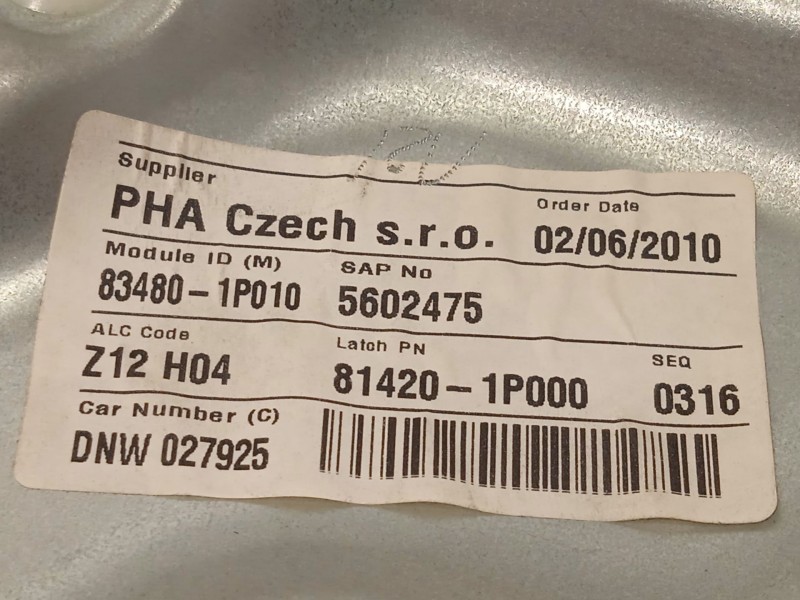 Supplier
PHA Czech s.r.o.
Order Date
02/06/2010
Module ID (M)
83480-1P010
SAP No
5602475
ALC Code
Z12 H04
Latch PN
81420-1P000
SEQ
0316
Car Number (C)
DNW 027925